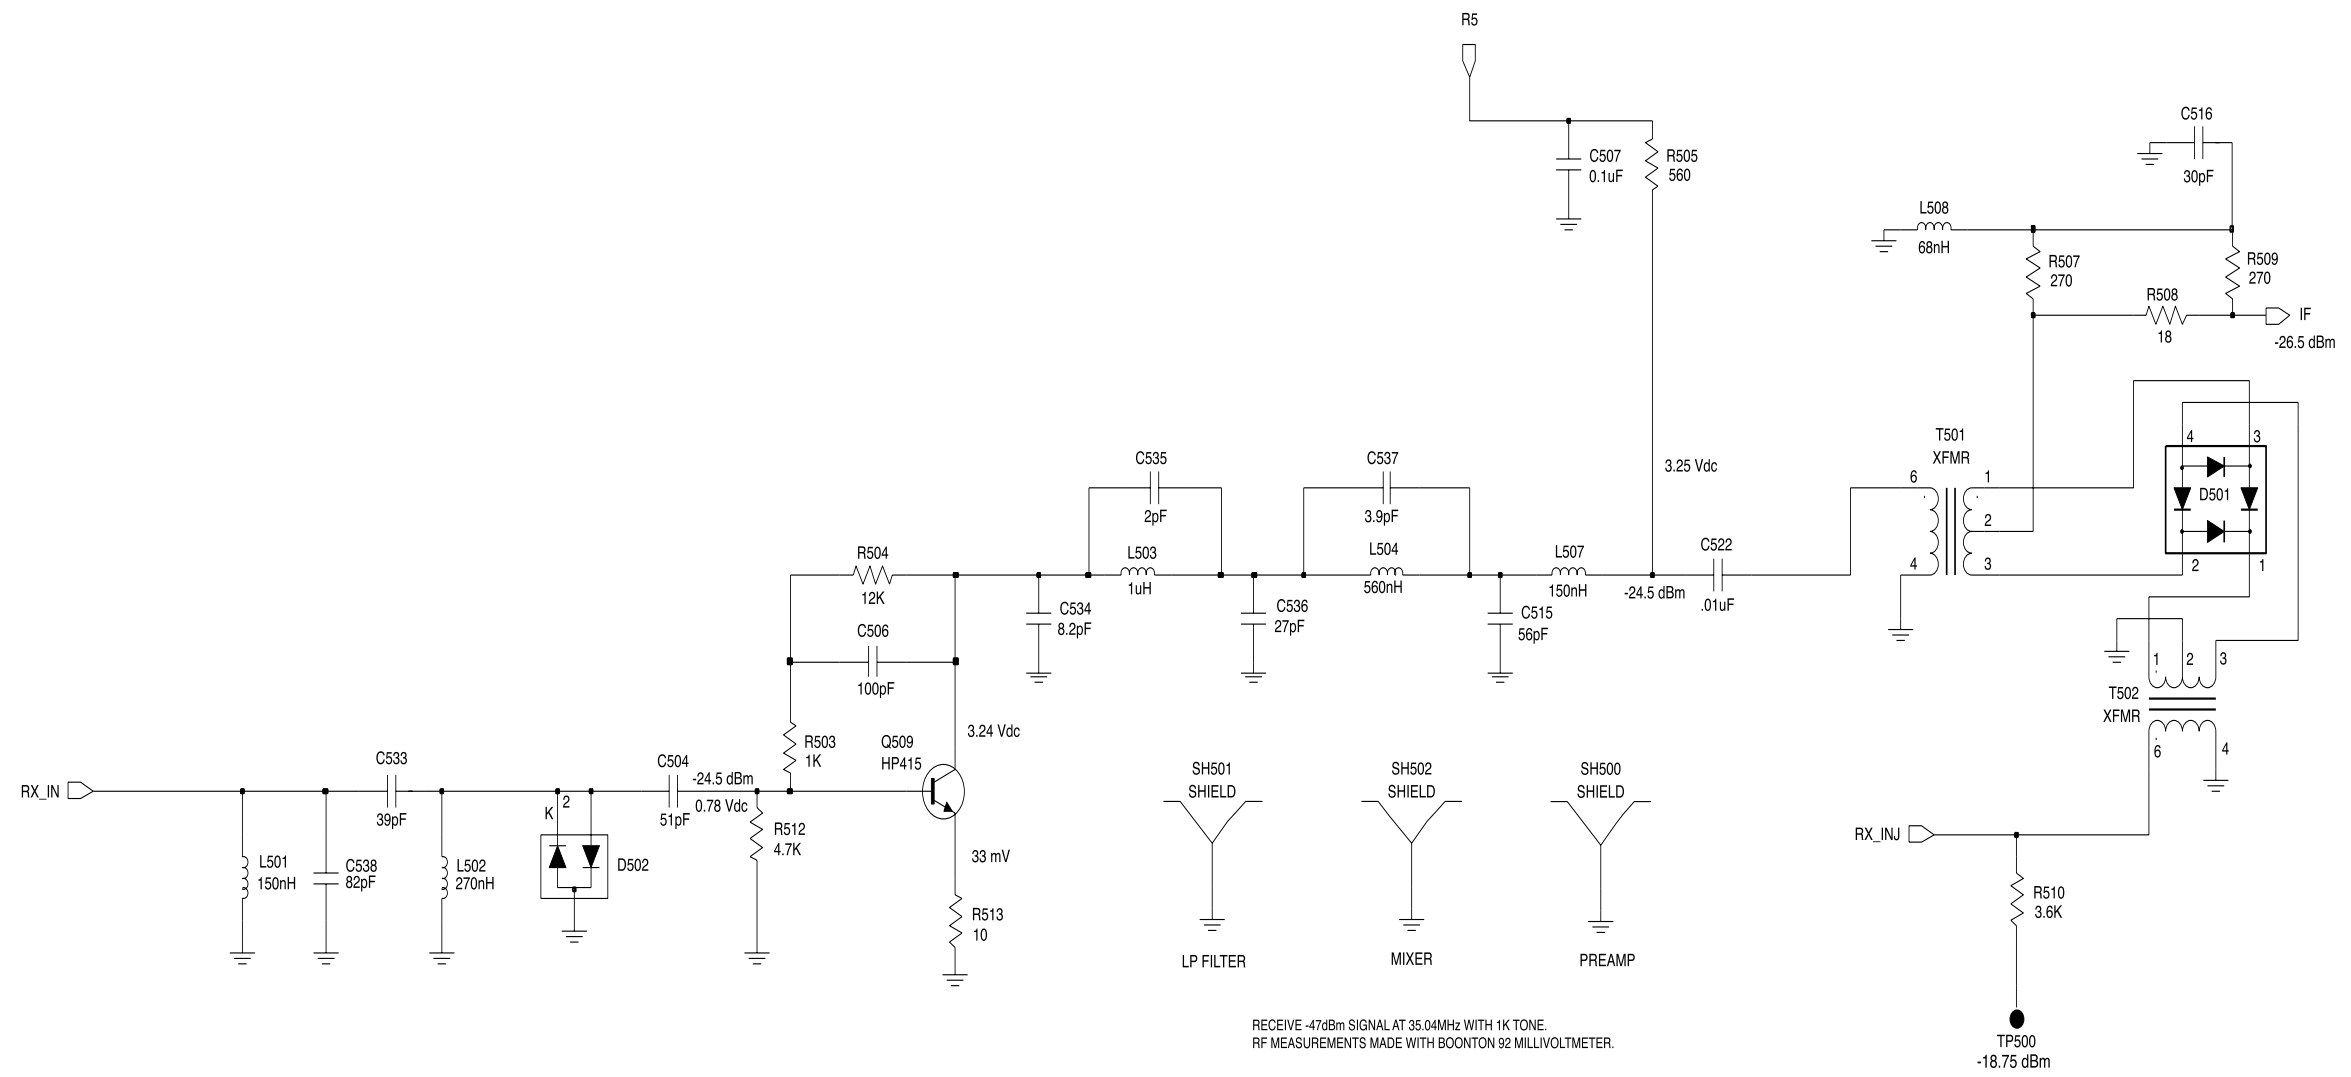 R5
C507
0.1uF
R505
560
C516
30pF
L508
68nH
R507
270
R509
270
R508
18
IF
-26.5 dBm
3.25 Vdc
T501
XFMR
6
4
1
2
3
4
3
D501
2
1
C535
2pF
C537
3.9pF
R504
12K
L503
1uH
L504
560nH
L507
150nH
-24.5 dBm
C522
.01uF
C506
100pF
C534
8.2pF
C536
27pF
C515
56pF
1
2
3
T502
XFMR
6
4
3.24 Vdc
R503
1K
Q509
HP415
RX_IN
C533
39pF
C504
51pF
-24.5 dBm
0.78 Vdc
K
2
R512
4.7K
D502
L501
150nH
C538
82pF
L502
270nH
33 mV
R513
10
SH501
SHIELD
LP FILTER
SH502
SHIELD
MIXER
SH500
SHIELD
PREAMP
RX_INJ
R510
3.6K
TP500
-18.75 dBm
RECEIVE -47dBm SIGNAL AT 35.04MHz WITH 1K TONE.
RF MEASUREMENTS MADE WITH BOONTON 92 MILLIVOLTMETER.